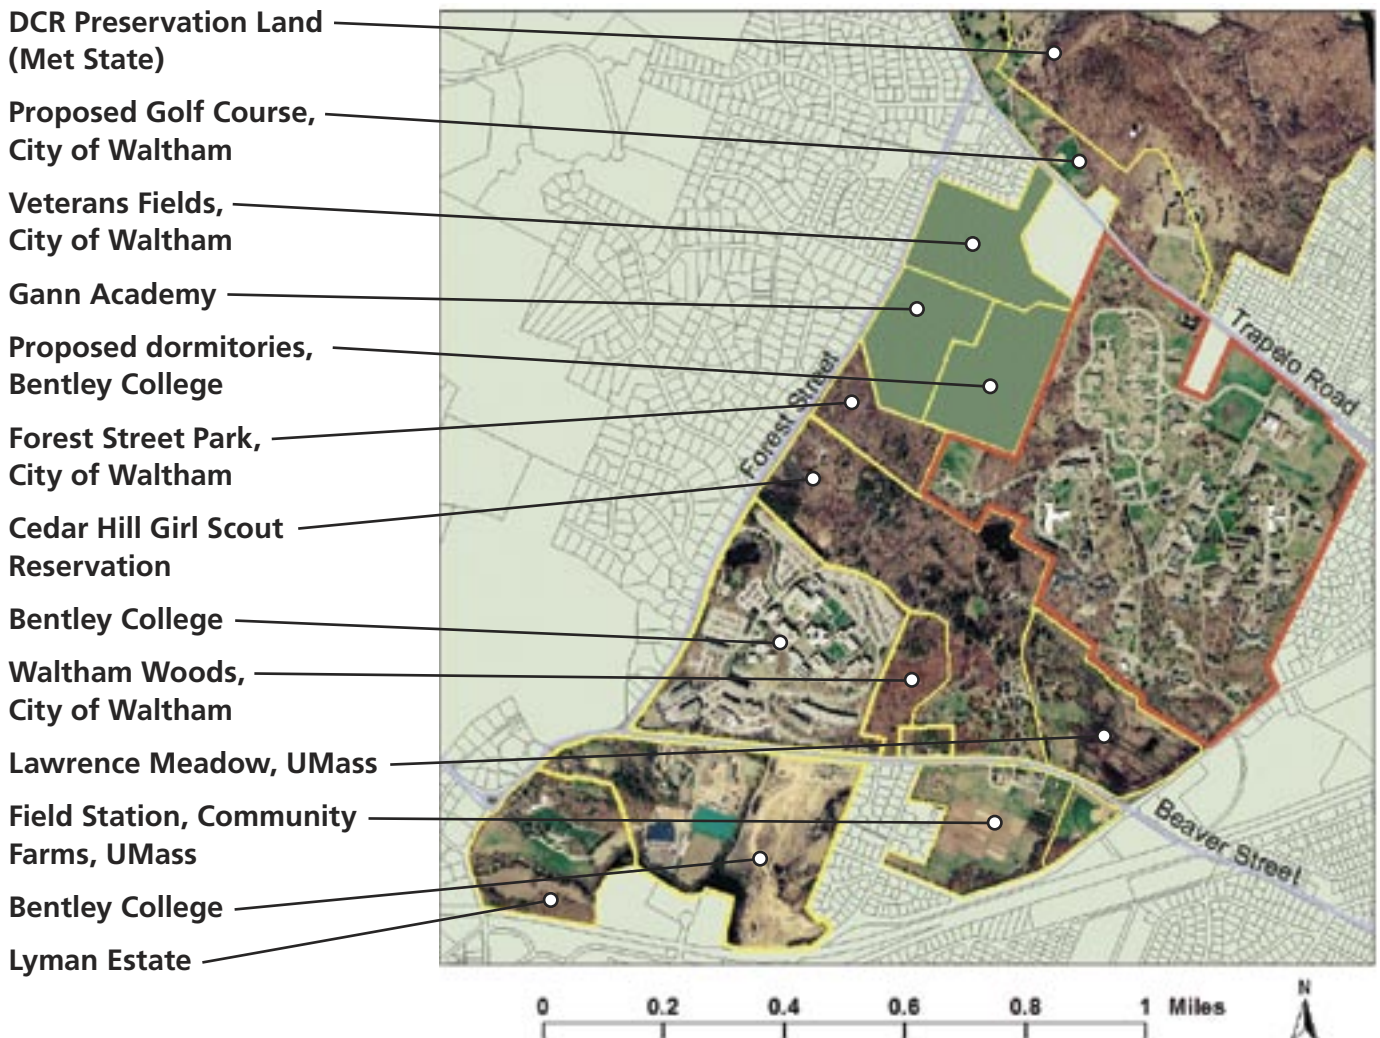 DCR Preservation Land
(Met State)
Proposed Golf Course,
City of Waltham
Veterans Fields,
City of Waltham
Gann Academy
Proposed dormitories,
Bentley College
Forest Street Park,
City of Waltham
Cedar Hill Girl Scout
Reservation
Bentley College
Waltham Woods,
City of Waltham
Lawrence Meadow, UMass
Field Station, Community
Farms, UMass
Bentley College
Lyman Estate
Trapelo Road
Forest Street
Beaver Street
0 0.2 0.4 0.6 0.8 1 Miles
N